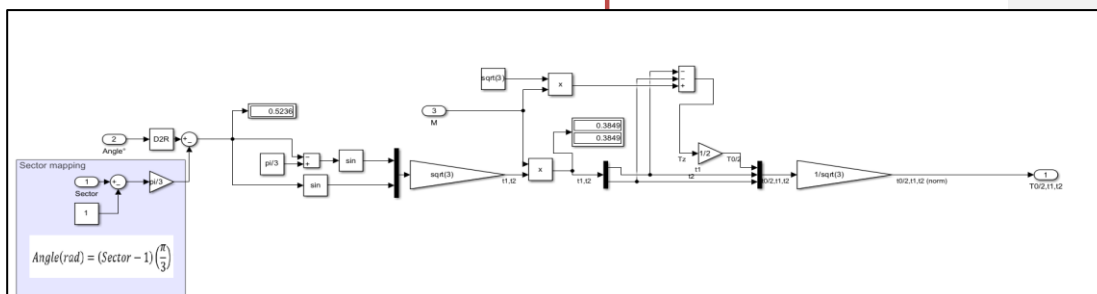 sqrt(3)
x
3
M
0.5236
0.3849
0.3849
2
Angle°
D2R
Tz
1/2
T0/2
Sector mapping
1
Sector
pi/3
1
pi/3
sin
sin
sqrt(3)
t1,t2
x
t1,t2
t1
t2
t0/2,t1,t2
1/sqrt(3)
t0/2,t1,t2 (norm)
1
T0/2,t1,t2
Angle(rad) = (Sector − 1) (π/3)